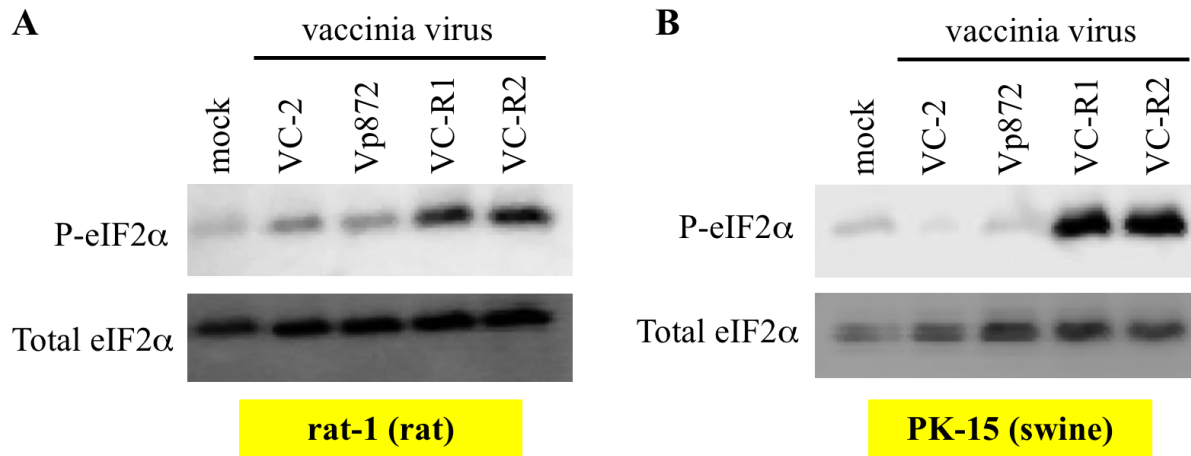 A
vaccinia virus
mock
VC-2
Vp872
VC-R1
VC-R2
P-eIF2α
Total eIF2α
rat-1 (rat)
B
vaccinia virus
mock
VC-2
Vp872
VC-R1
VC-R2
P-eIF2α
Total eIF2α
PK-15 (swine)